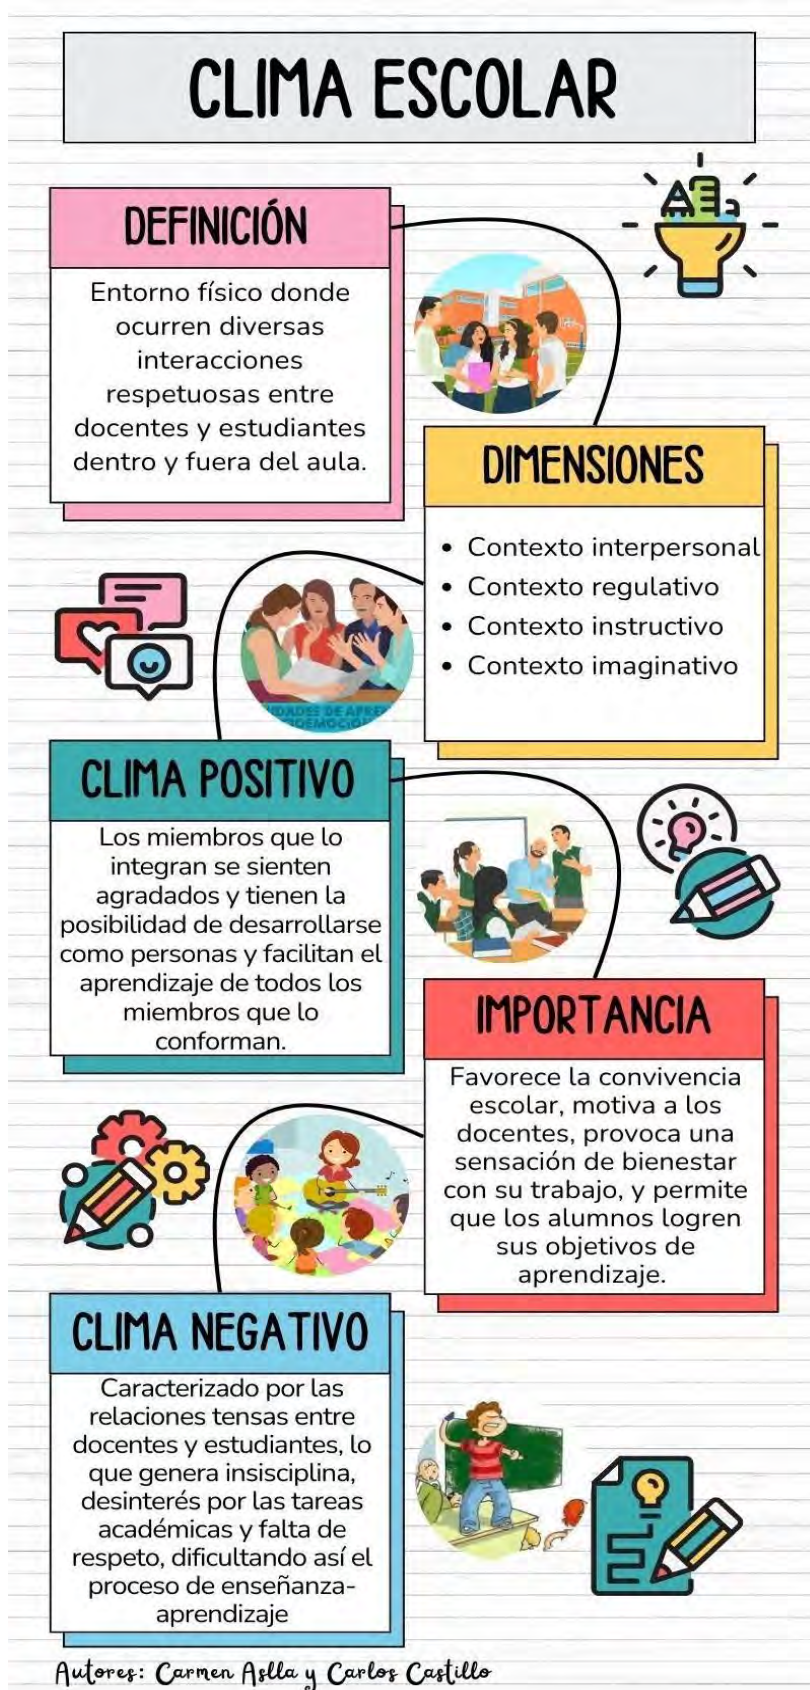 CLIMA ESCOLAR
DEFINICIÓN
Entorno físico donde
ocurren diversas
interacciones
respetuosas entre
docentes y estudiantes
dentro y fuera del aula.
DIMENSIONES
• Contexto interpersonal
• Contexto regulativo
• Contexto instructivo
• Contexto imaginativo
CLIMA POSITIVO
Los miembros que lo
integran se sienten
agradados y tienen la
posibilidad de desarrollarse
como personas y facilitan el
aprendizaje de todos los
miembros que lo
conforman.
IMPORTANCIA
Favorece la convivencia
escolar, motiva a los
docentes, provoca una
sensación de bienestar
con su trabajo, y permite
que los alumnos logren
sus objetivos de
aprendizaje.
CLIMA NEGATIVO
Caracterizado por las
relaciones tensas entre
docentes y estudiantes, lo
que genera insisciplina,
desinterés por las tareas
académicas y falta de
respeto, dificultando así el
proceso de enseñanza-
aprendizaje
Autores: Carmen Aslla y Carlos Castillo